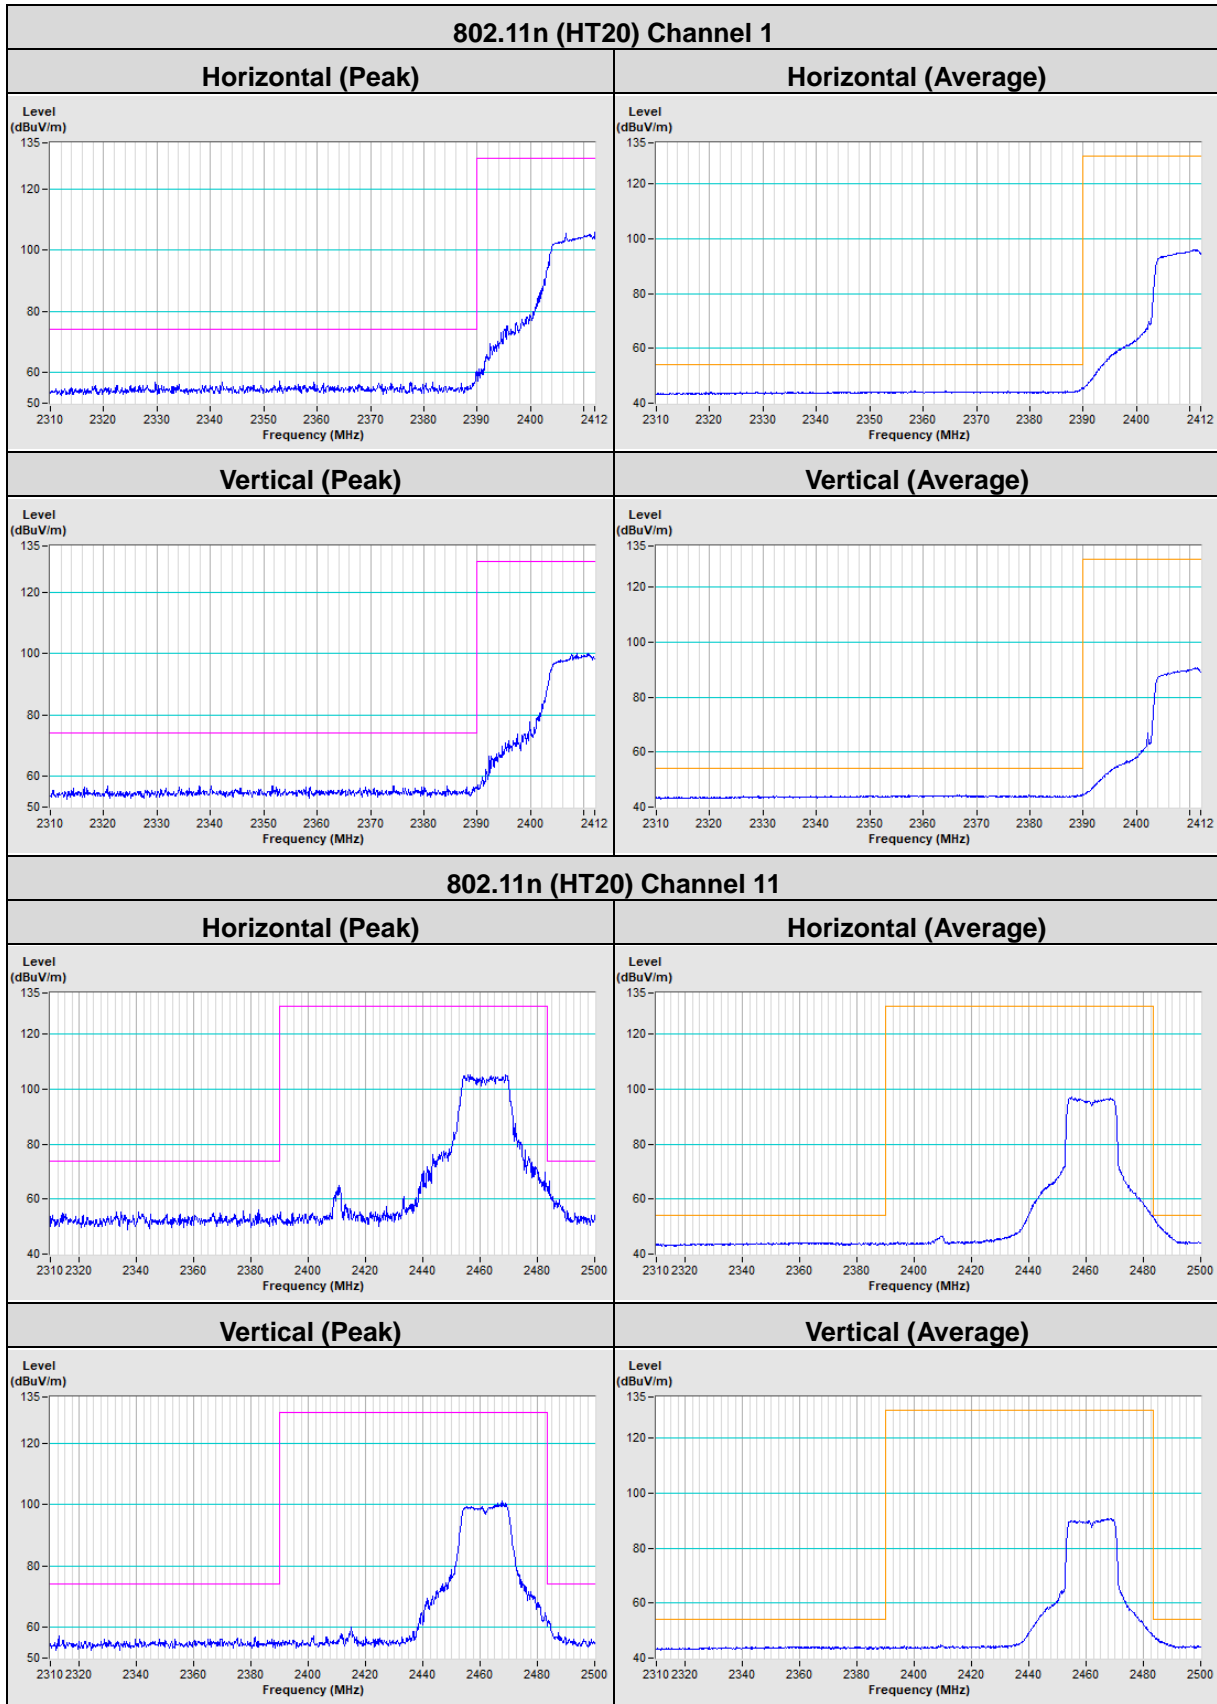 802.11n (HT20) Channel 1
Horizontal (Peak)
Horizontal (Average)
Level
(dBuV/m)
135
120
100
80
60
50
2310 2320 2330 2340 2350 2360 2370 2380 2390 2400 2412
Frequency (MHz)
Level
(dBuV/m)
135
120
100
80
60
40
2310 2320 2330 2340 2350 2360 2370 2380 2390 2400 2412
Frequency (MHz)
Vertical (Peak)
Vertical (Average)
Level
(dBuV/m)
135
120
100
80
60
50
2310 2320 2330 2340 2350 2360 2370 2380 2390 2400 2412
Frequency (MHz)
Level
(dBuV/m)
135
120
100
80
60
40
2310 2320 2330 2340 2350 2360 2370 2380 2390 2400 2412
Frequency (MHz)
802.11n (HT20) Channel 11
Horizontal (Peak)
Horizontal (Average)
Level
(dBuV/m)
135
120
100
80
60
40
2310 2320 2340 2360 2380 2400 2420 2440 2460 2480 2500
Frequency (MHz)
Level
(dBuV/m)
135
120
100
80
60
40
2310 2320 2340 2360 2380 2400 2420 2440 2460 2480 2500
Frequency (MHz)
Vertical (Peak)
Vertical (Average)
Level
(dBuV/m)
135
120
100
80
60
50
2310 2320 2340 2360 2380 2400 2420 2440 2460 2480 2500
Frequency (MHz)
Level
(dBuV/m)
135
120
100
80
60
40
2310 2320 2340 2360 2380 2400 2420 2440 2460 2480 2500
Frequency (MHz)